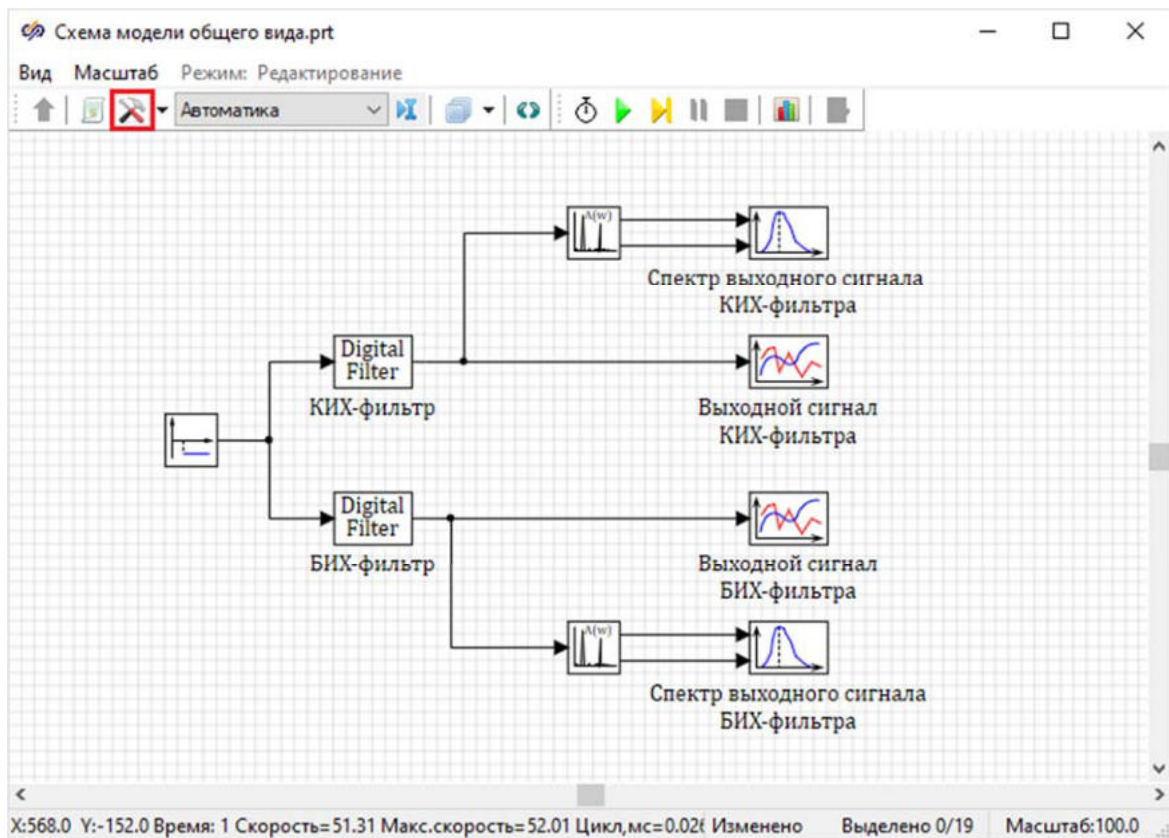 Схема модели общего вида.prt
Вид Масштаб Режим: Редактирование
Автоматика
A(w)
Спектр выходного сигнала
КИХ-фильтра
Digital
Filter
КИХ-фильтр
Выходной сигнал
КИХ-фильтра
Digital
Filter
БИХ-фильтр
Выходной сигнал
БИХ-фильтра
A(w)
Спектр выходного сигнала
БИХ-фильтра
X:568.0 Y:-152.0 Время: 1 Скорость=51.31 Макс.скорость=52.01 Цикл,мс=0.026 Изменено Выделено 0/19 Масштаб:100.0